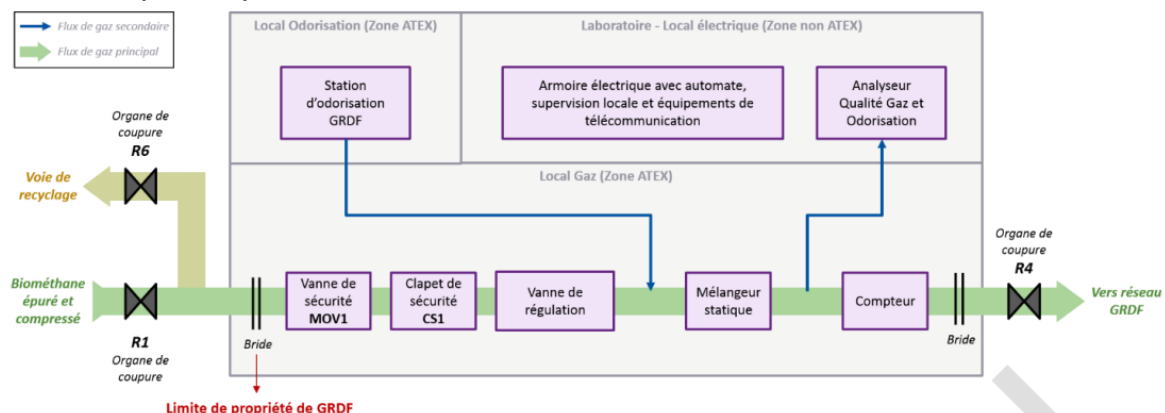 Flux de gaz secondaire
Flux de gaz principal
Local Odorisation (Zone ATEX)
Laboratoire - Local électrique (Zone non ATEX)
Station
d'odorisation
GRDF
Armoire électrique avec automate,
supervision locale et équipements de
télécommunication
Analyseur
Qualité Gaz et
Odorisation
Organe de
coupure
R6
Voie de
recyclage
Local Gaz (Zone ATEX)
Biométhane
épuré et
compressé
R1
Organe de
coupure
Bride
Vanne de
sécurité
MOV1
Clapet de
sécurité
CS1
Vanne de
régulation
Mélangeur
statique
Compteur
Bride
Organe de
coupure
R4
Vers réseau
GRDF
Limite de propriété de GRDF